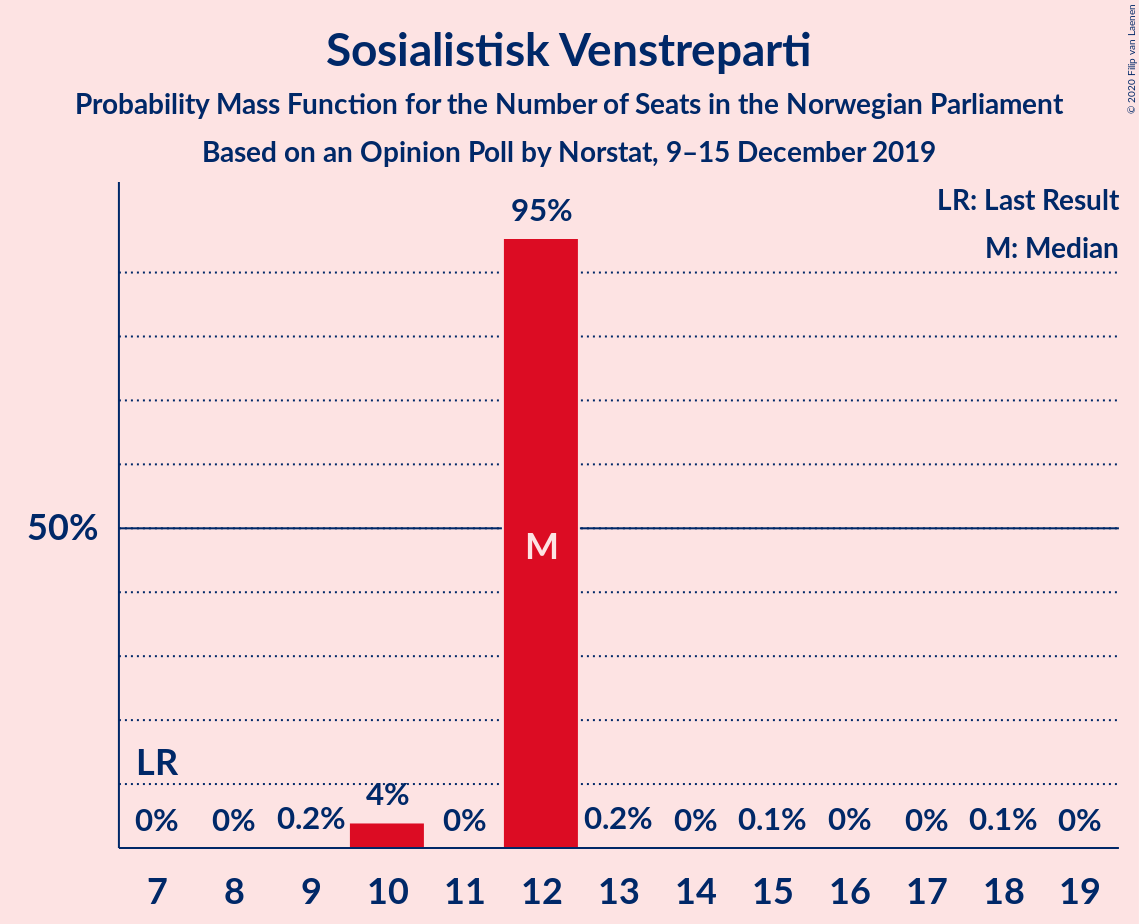 Sosialistisk Venstreparti
Probability Mass Function for the Number of Seats in the Norwegian Parliament
Based on an Opinion Poll by Norstat, 9–15 December 2019
© 2020 Filip van Laenen
LR: Last Result
M: Median
95%
50%
M
LR
0% 0% 0.2% 4% 0% 0.2% 0% 0.1% 0% 0% 0.1% 0%
7 8 9 10 11 12 13 14 15 16 17 18 19